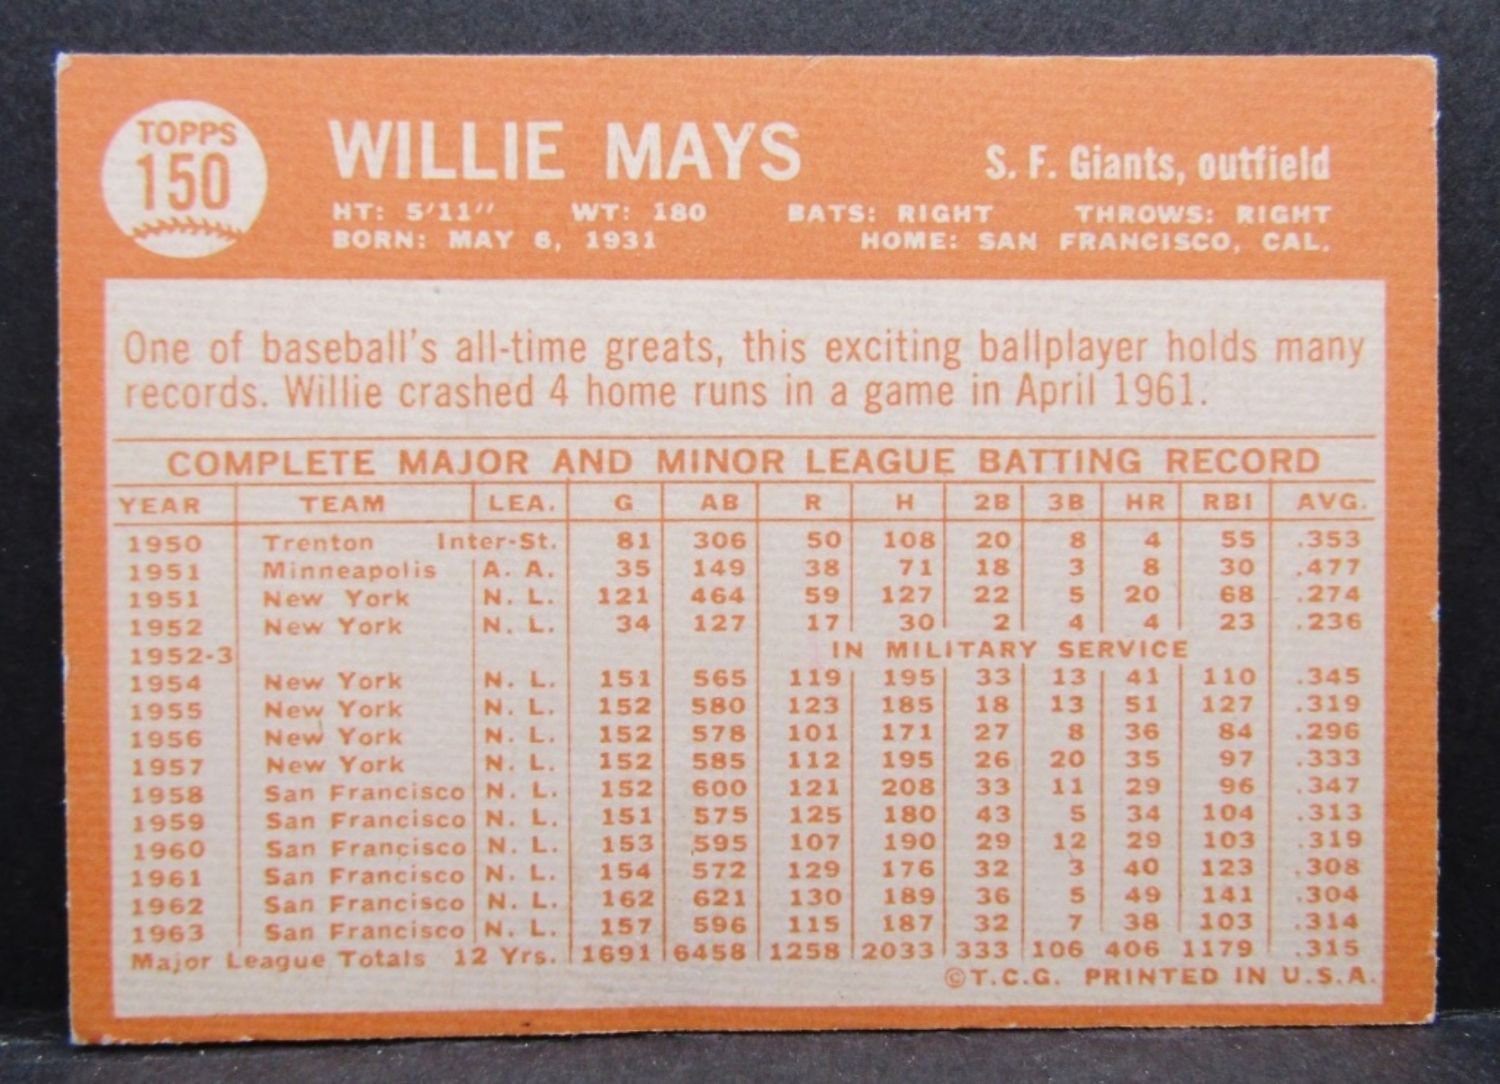 TOPPS
150
WILLIE MAYS
S. F. Giants, outfield
HT: 5'11" WT: 180 BATS: RIGHT THROWS: RIGHT
BORN: MAY 6, 1931 HOME: SAN FRANCISCO, CAL.
One of baseball's all-time greats, this exciting ballplayer holds many
records. Willie crashed 4 home runs in a game in April 1961.
COMPLETE MAJOR AND MINOR LEAGUE BATTING RECORD
YEAR TEAM LEA. G AB R H 2B 3B HR RBI AVG.
1950 Trenton Inter-St. 81 306 50 108 20 8 4 55 .353
1951 Minneapolis A. A. 35 149 38 71 18 3 8 30 .477
1951 New York N. L. 121 464 59 127 22 5 20 68 .274
1952 New York N. L. 34 127 17 30 2 4 4 23 .236
1952-3 IN MILITARY SERVICE
1954 New York N. L. 151 565 119 195 33 13 41 110 .345
1955 New York N. L. 152 580 123 185 18 13 51 127 .319
1956 New York N. L. 152 578 101 171 27 8 36 84 .296
1957 New York N. L. 152 585 112 195 26 20 35 97 .333
1958 San Francisco N. L. 152 600 121 208 33 11 29 96 .347
1959 San Francisco N. L. 151 575 125 180 43 5 34 104 .313
1960 San Francisco N. L. 153 595 107 190 29 12 29 103 .319
1961 San Francisco N. L. 154 572 129 176 32 3 40 123 .308
1962 San Francisco N. L. 162 621 130 189 36 5 49 141 .304
1963 San Francisco N. L. 157 596 115 187 32 7 38 103 .314
Major League Totals 12 Yrs. 1691 6458 1258 2033 333 106 406 1179 .315
©T.C.G. PRINTED IN U.S.A.